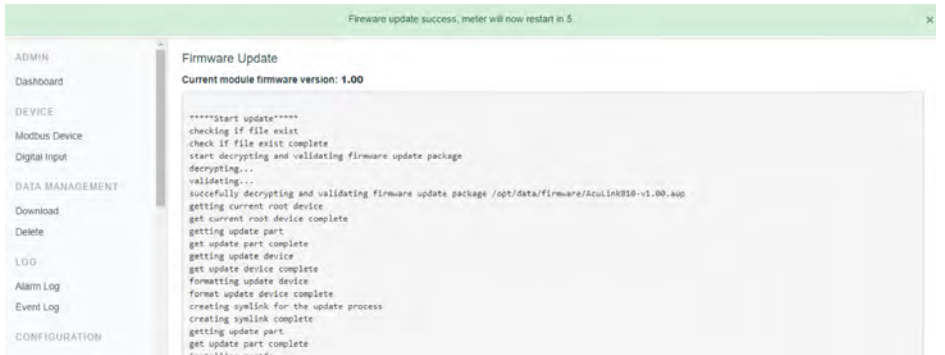 Fireware update success, meter will now restart in 5 ×
ADMIN
Dashboard
DEVICE
Modbus Device
Digital Input
DATA MANAGEMENT
Download
Delete
LOG
Alarm Log
Event Log
CONFIGURATION
Firmware Update
Current module firmware version: 1.00
*****Start update*****
checking if file exist
check if file exist complete
start decrypting and validating firmware update package
decrypting...
validating...
succefully decrypting and validating firmware update package /opt/data/firmware/AcuLink810-v1.00.aup
getting current root device
get current root device complete
getting update part
get update part complete
getting update device
get update device complete
formatting update device
format update device complete
creating symlink for the update process
creating symlink complete
getting update part
get update part complete